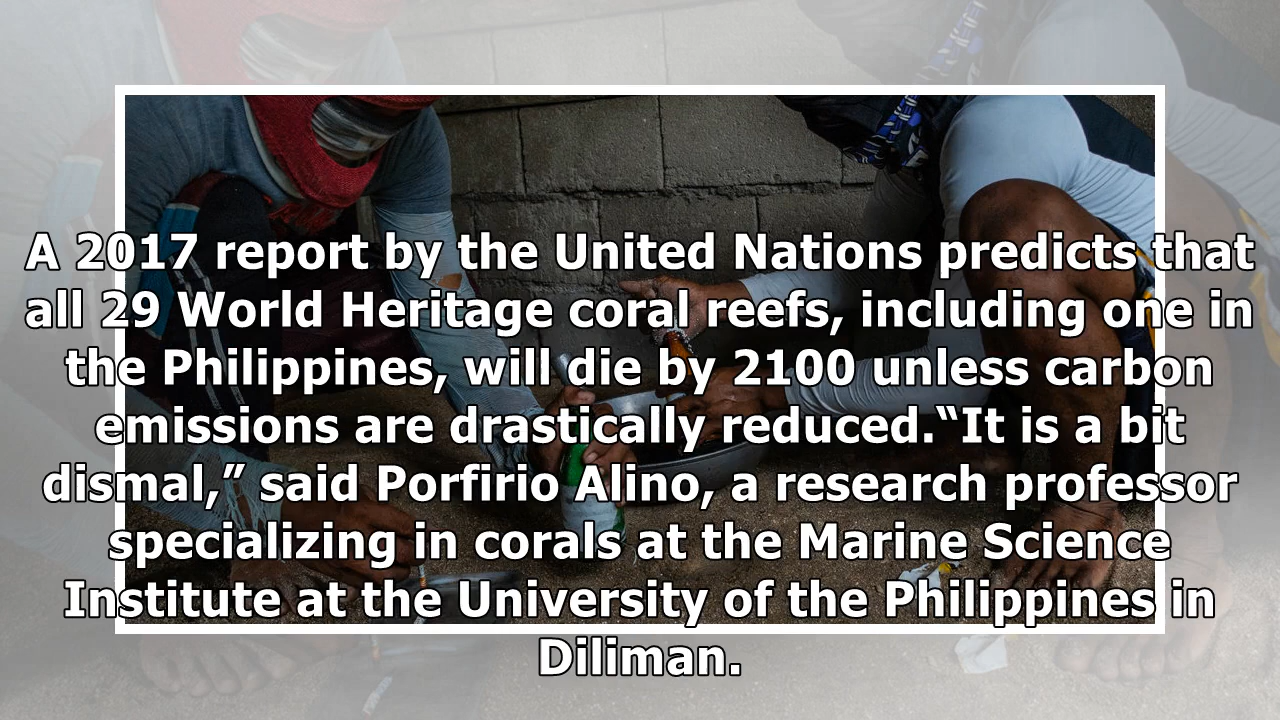 A 2017 report by the United Nations predicts that
all 29 World Heritage coral reefs, including one in
the Philippines, will die by 2100 unless carbon
emissions are drastically reduced.“It is a bit
dismal,” said Porfirio Alino, a research professor
specializing in corals at the Marine Science
Institute at the University of the Philippines in
Diliman.